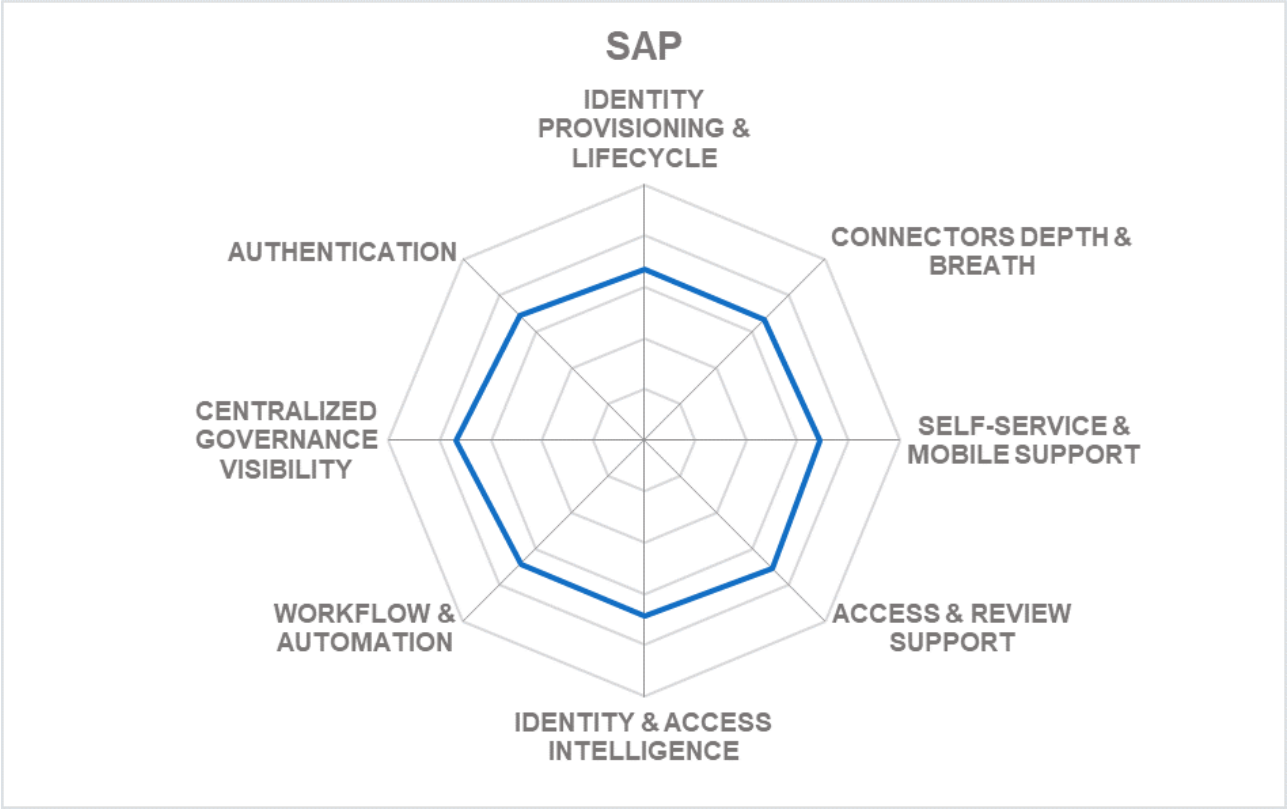 SAP
IDENTITY
PROVISIONING &
LIFECYCLE
CONNECTORS DEPTH &
BREATH
AUTHENTICATION
CENTRALIZED
GOVERNANCE
VISIBILITY
SELF-SERVICE &
MOBILE SUPPORT
WORKFLOW &
AUTOMATION
ACCESS & REVIEW
SUPPORT
IDENTITY & ACCESS
INTELLIGENCE